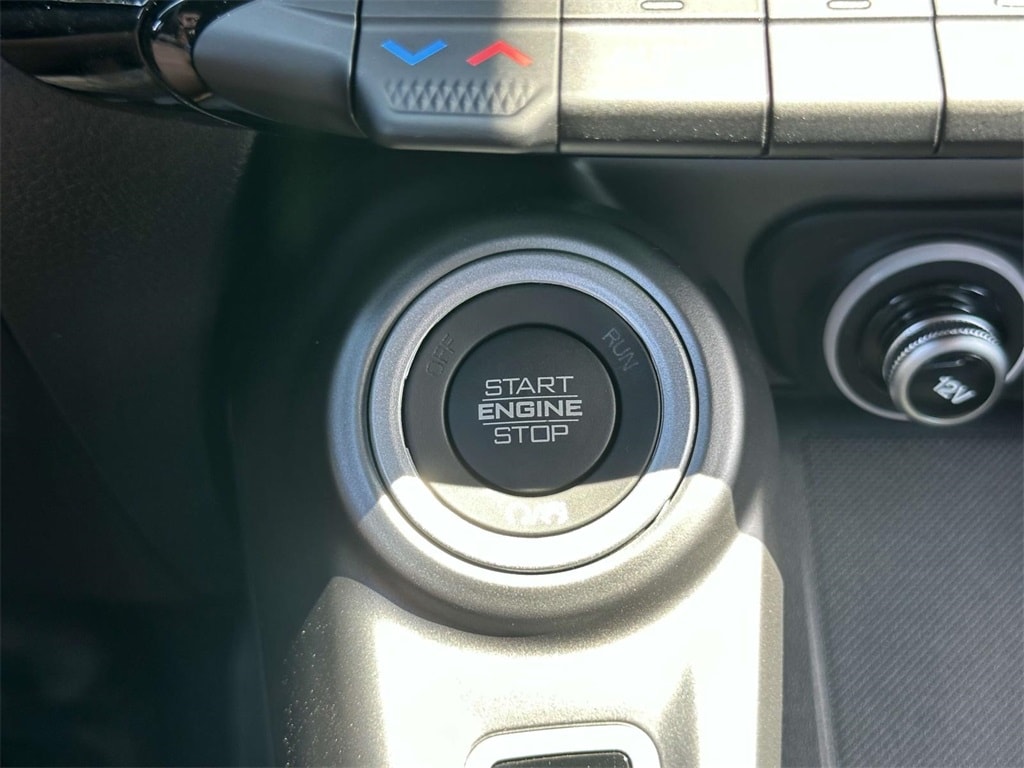 OFF
RUN
START
ENGINE
STOP
12V